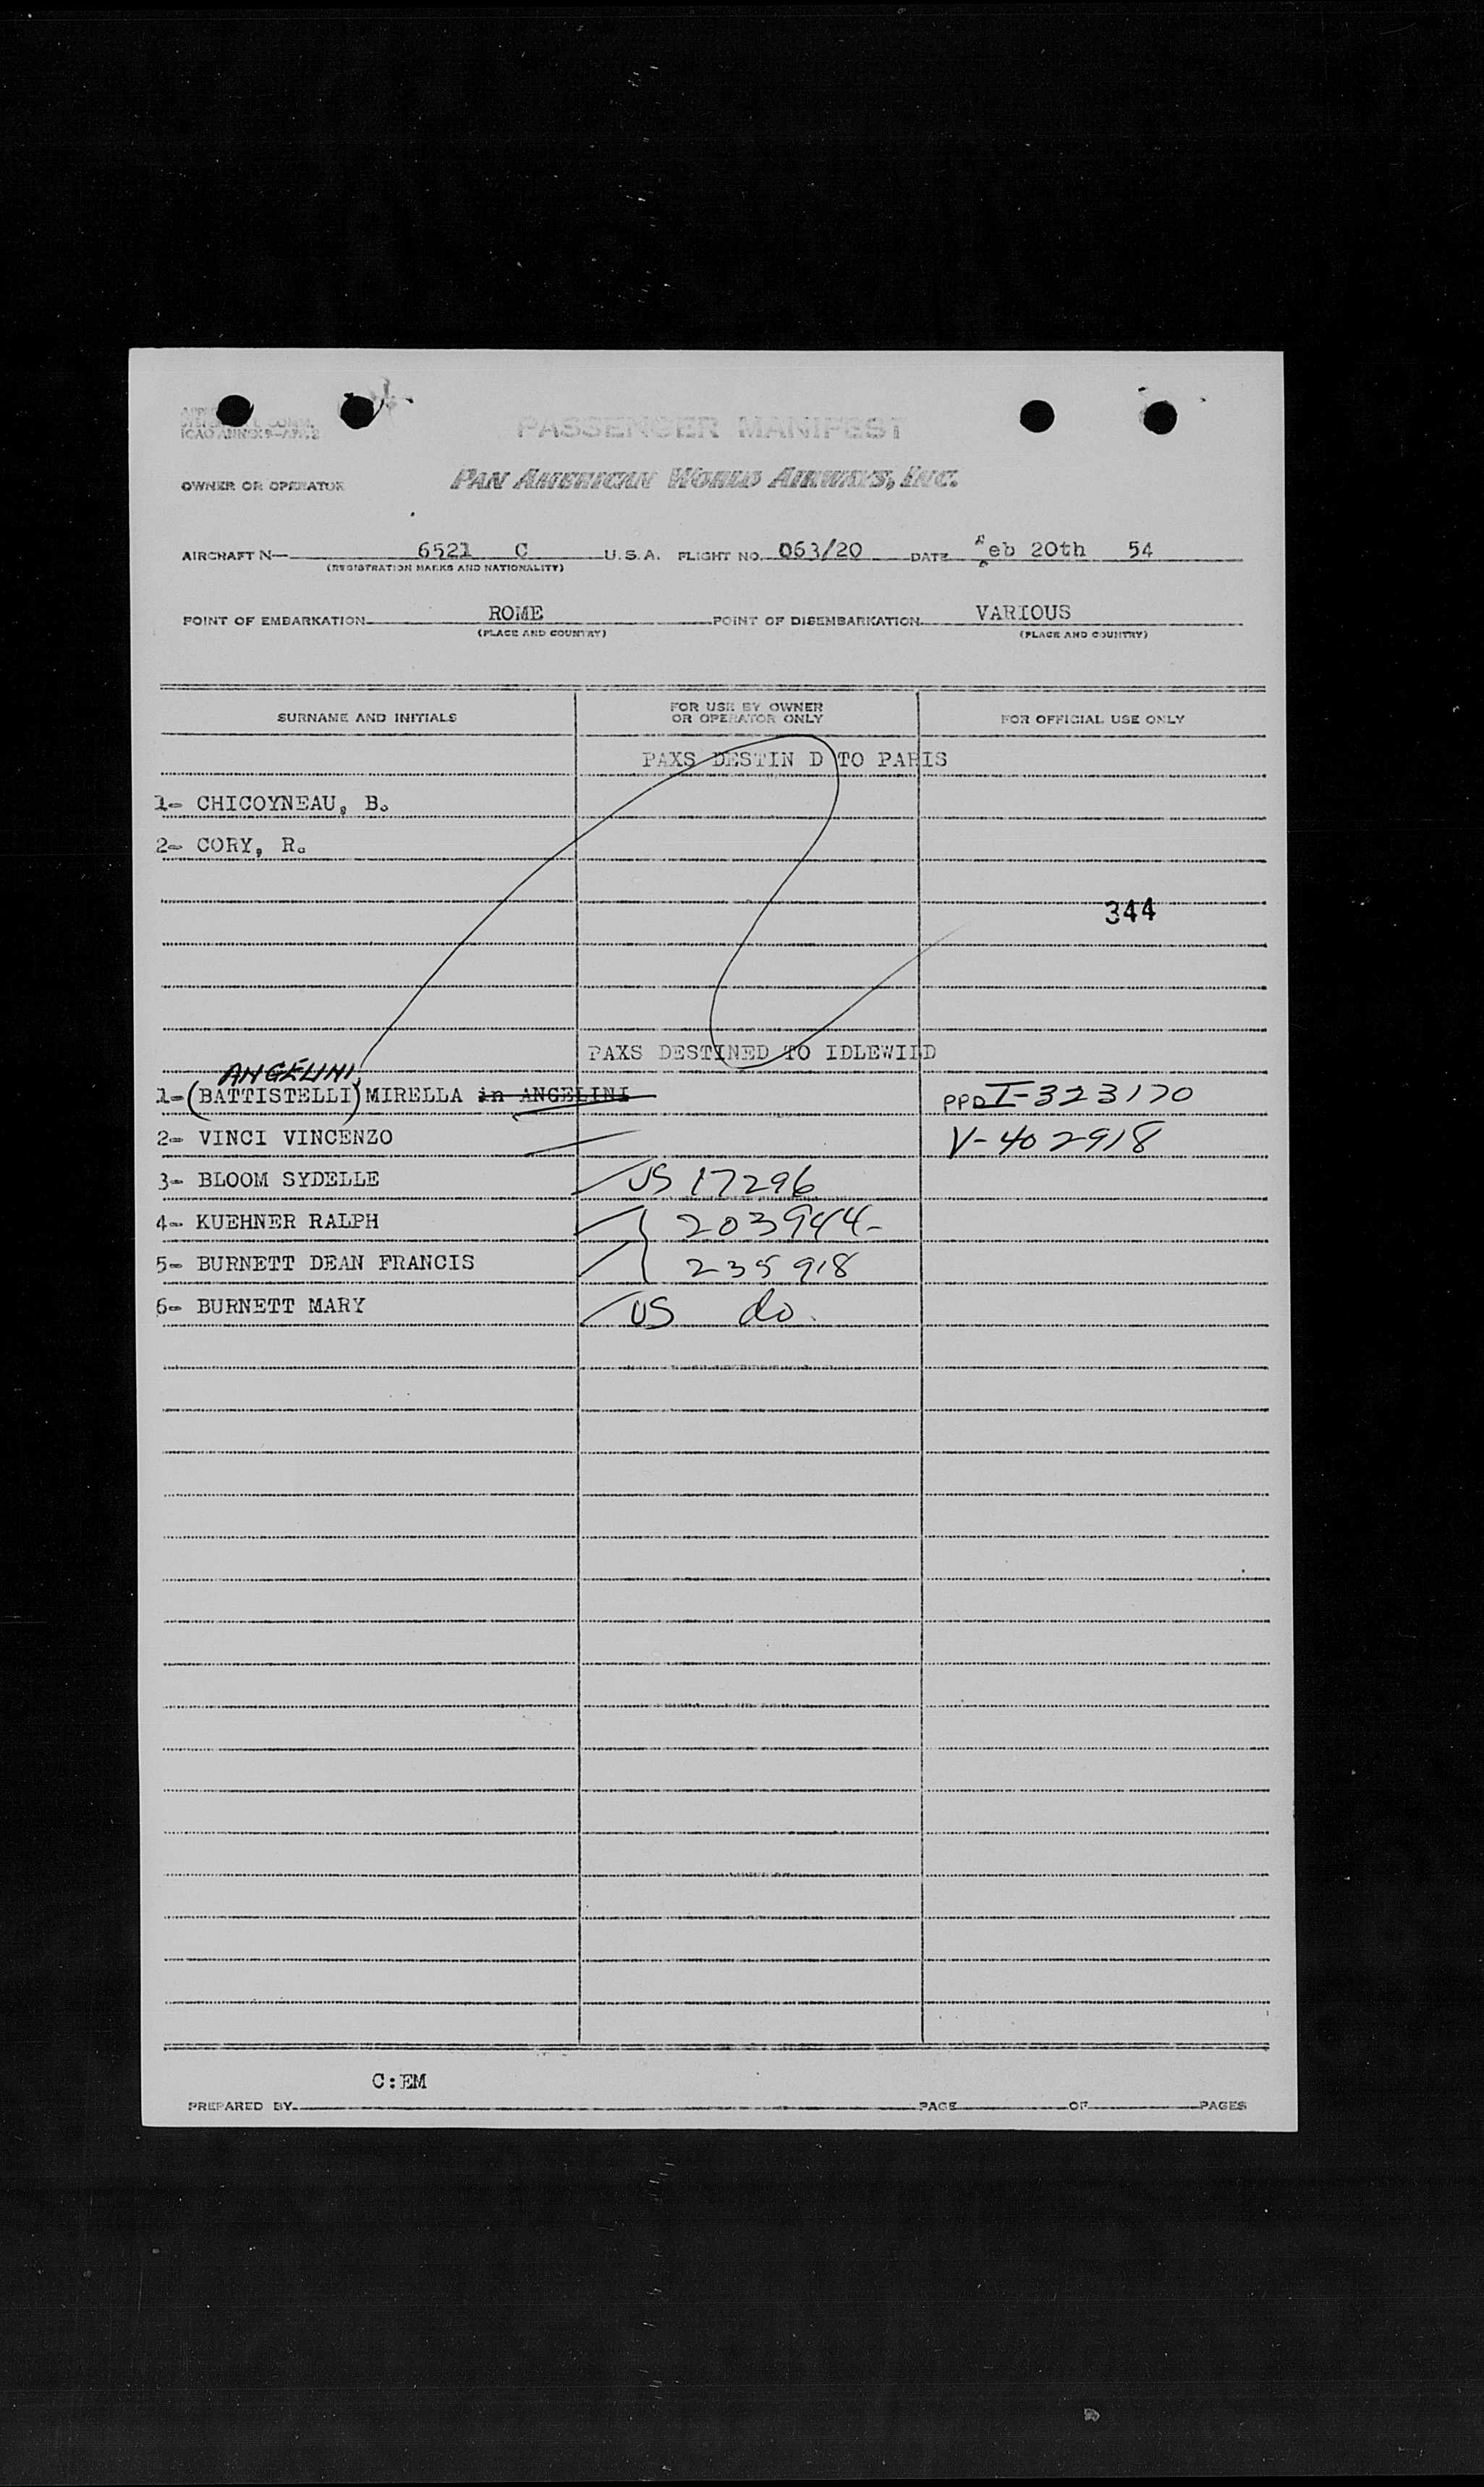 PASSENGER MANIFEST
OWNER OR OPERATOR PAN AMERICAN WORLD AIRWAYS, INC.
AIRCRAFT N— 6521 C U.S.A. FLIGHT NO. 063/20 DATE Feb 20th 54
(REGISTRATION MARKS AND NATIONALITY)
POINT OF EMBARKATION ROME POINT OF DISEMBARKATION VARIOUS
(PLACE AND COUNTRY) (PLACE AND COUNTRY)
SURNAME AND INITIALS FOR USE BY OWNER OR OPERATOR ONLY FOR OFFICIAL USE ONLY
PAXS DESTIN D TO PARIS
1- CHICOYNEAU, B.
2- CORY, R.
344
PAXS DESTINED TO IDLEWILD
ANGELINI,
1- (BATTISTELLI) MIRELLA in ANGELINI PPD I-323170
2- VINCI VINCENZO V-402918
3- BLOOM SYDELLE US 17296
4- KUEHNER RALPH 203944-
5- BURNETT DEAN FRANCIS 235918
6- BURNETT MARY US do.
C:EM
PREPARED BY PAGE OF PAGES